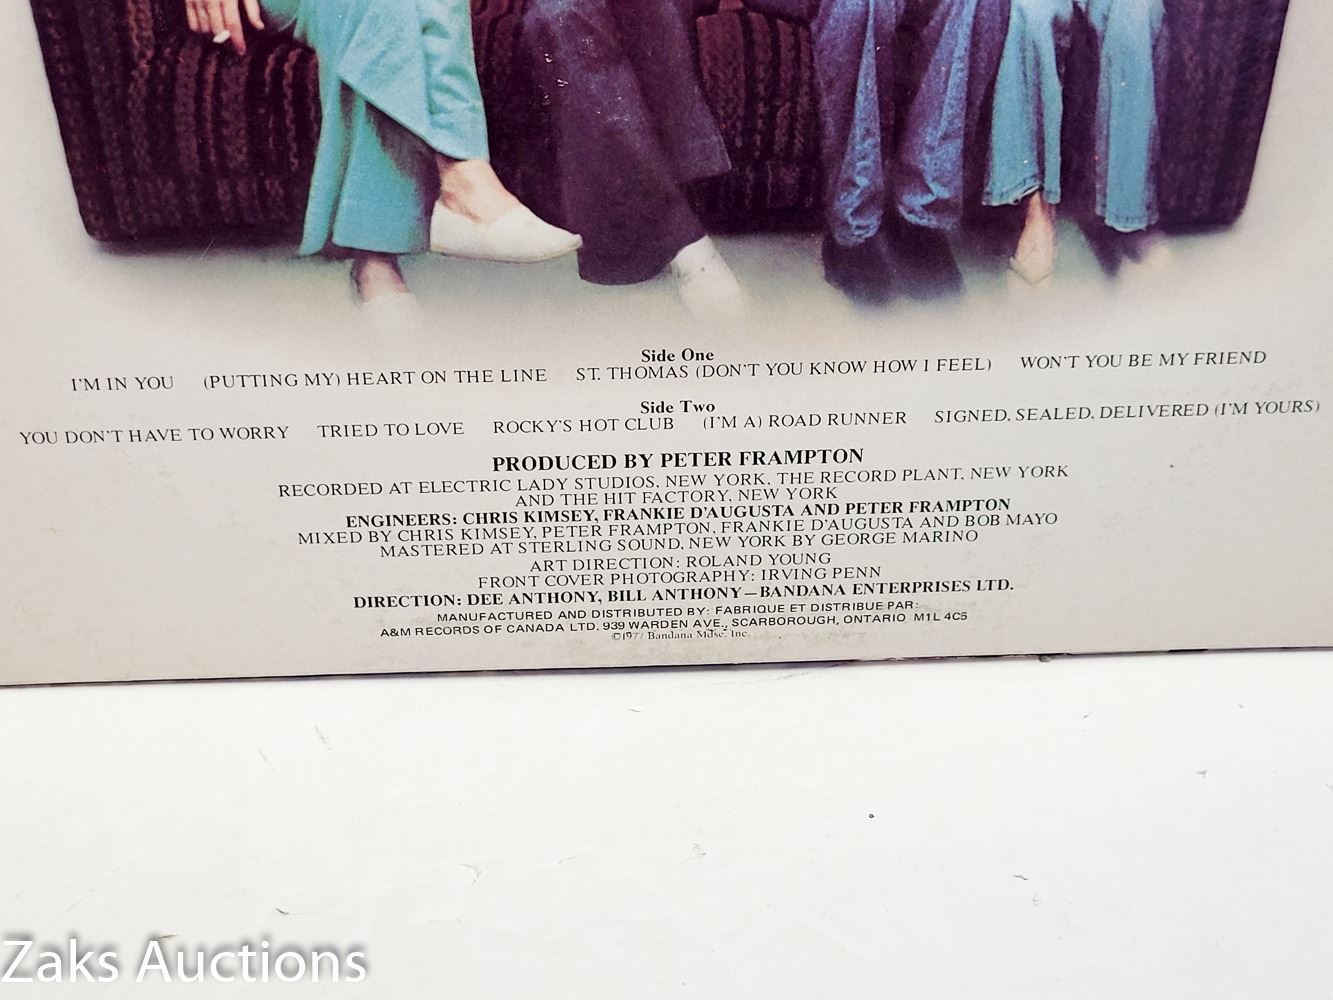 Side One
I'M IN YOU (PUTTING MY) HEART ON THE LINE ST. THOMAS (DON'T YOU KNOW HOW I FEEL) WON'T YOU BE MY FRIEND
Side Two
YOU DON'T HAVE TO WORRY TRIED TO LOVE ROCKY'S HOT CLUB (I'M A) ROAD RUNNER SIGNED, SEALED, DELIVERED (I'M YOURS)
PRODUCED BY PETER FRAMPTON
RECORDED AT ELECTRIC LADY STUDIOS, NEW YORK, THE RECORD PLANT, NEW YORK
AND THE HIT FACTORY, NEW YORK
ENGINEERS: CHRIS KIMSEY, FRANKIE D'AUGUSTA AND PETER FRAMPTON
MIXED BY CHRIS KIMSEY, PETER FRAMPTON, FRANKIE D'AUGUSTA AND BOB MAYO
MASTERED AT STERLING SOUND, NEW YORK BY GEORGE MARINO
ART DIRECTION: ROLAND YOUNG
FRONT COVER PHOTOGRAPHY: IRVING PENN
DIRECTION: DEE ANTHONY, BILL ANTHONY—BANDANA ENTERPRISES LTD.
MANUFACTURED AND DISTRIBUTED BY: FABRIQUE ET DISTRIBUE PAR:
A&M RECORDS OF CANADA LTD. 939 WARDEN AVE., SCARBOROUGH, ONTARIO M1L 4C5
©1977 Bandana Music, Inc.
Zaks Auctions